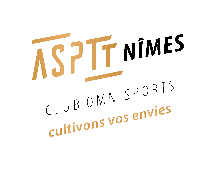 ASPTT NÎMES
CLUB OMNISPORTS
cultivons vos envies